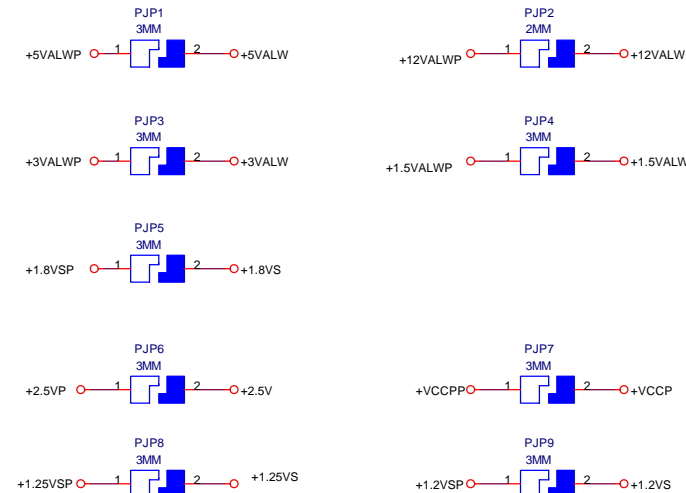 PJP1
3MM
+5VALWP 1 2 +5VALW
PJP2
2MM
+12VALWP 1 2 +12VALW
PJP3
3MM
+3VALWP 1 2 +3VALW
PJP4
3MM
+1.5VALWP 1 2 +1.5VALW
PJP5
3MM
+1.8VSP 1 2 +1.8VS
PJP6
3MM
+2.5VP 1 2 +2.5V
PJP7
3MM
+VCCPP 1 2 +VCCP
PJP8
3MM
+1.25VSP 1 2 +1.25VS
PJP9
3MM
+1.2VSP 1 2 +1.2VS